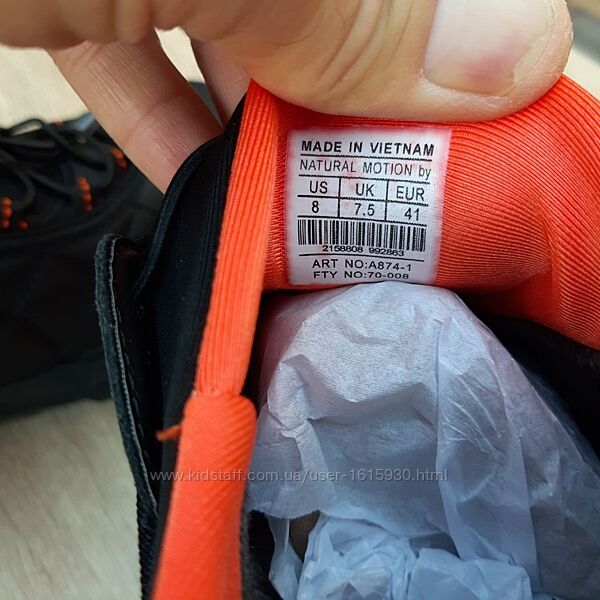 MADE IN VIETNAM
NATURAL MOTION by
US UK EUR
8 7.5 41
2158808 992863
ART NO:A874-1
FTY NO:70-008
www.kidstaff.com.ua/user-1615930.html